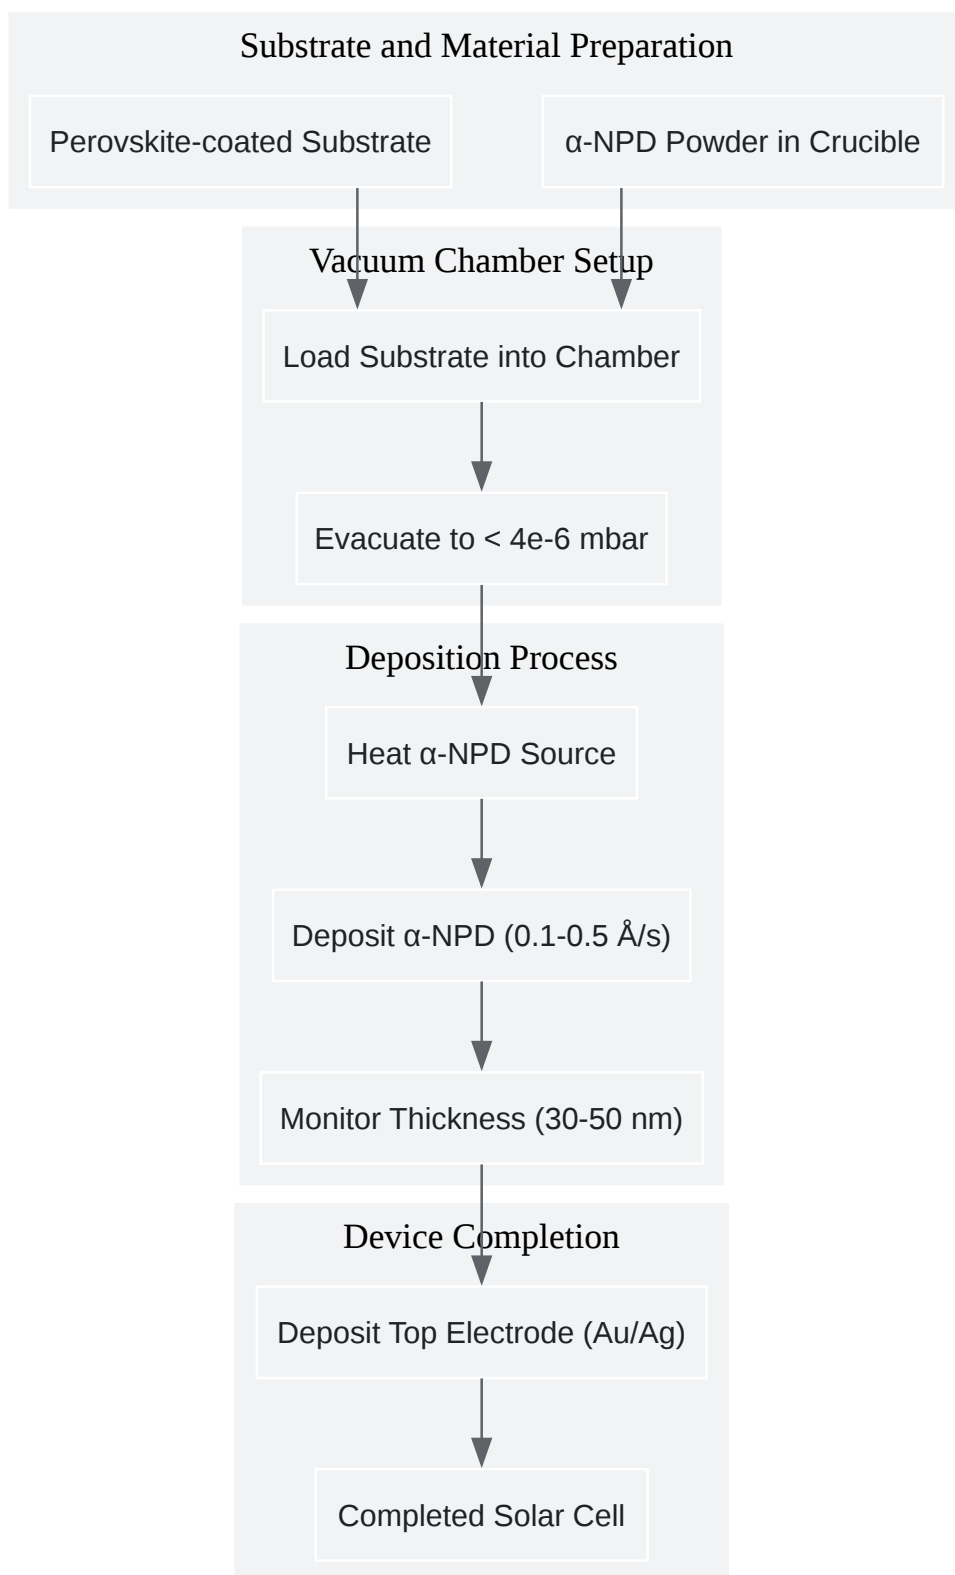 Substrate and Material Preparation
Perovskite-coated Substrate
α-NPD Powder in Crucible
Vacuum Chamber Setup
Load Substrate into Chamber
Evacuate to < 4e-6 mbar
Deposition Process
Heat α-NPD Source
Deposit α-NPD (0.1-0.5 Å/s)
Monitor Thickness (30-50 nm)
Device Completion
Deposit Top Electrode (Au/Ag)
Completed Solar Cell